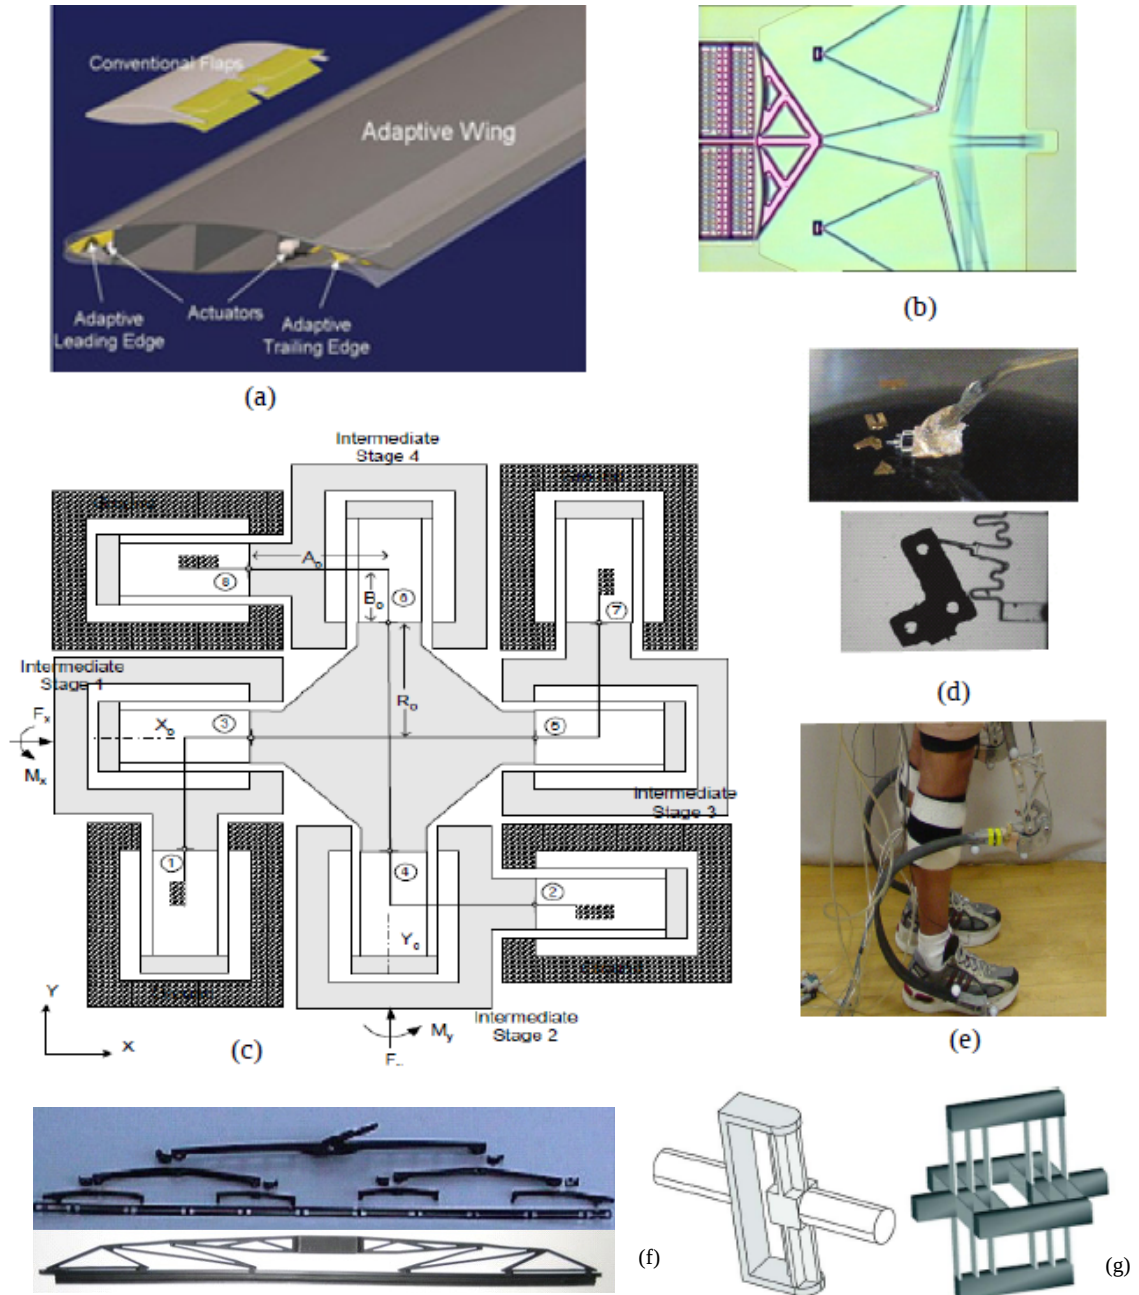 Conventional Flaps
Adaptive Wing
Actuators
Adaptive
Leading Edge
Adaptive
Trailing Edge
(a)
(b)
Intermediate
Stage 4
A₀
8
B₀
6
7
(d)
Intermediate
Stage 1
Fₓ
X₀
3
R₀
5
Mₓ
Intermediate
Stage 3
1
4
2
Y₀
Ground
Y
X
(c)
Mᵧ
F
Intermediate
Stage 2
(e)
(f)
(g)